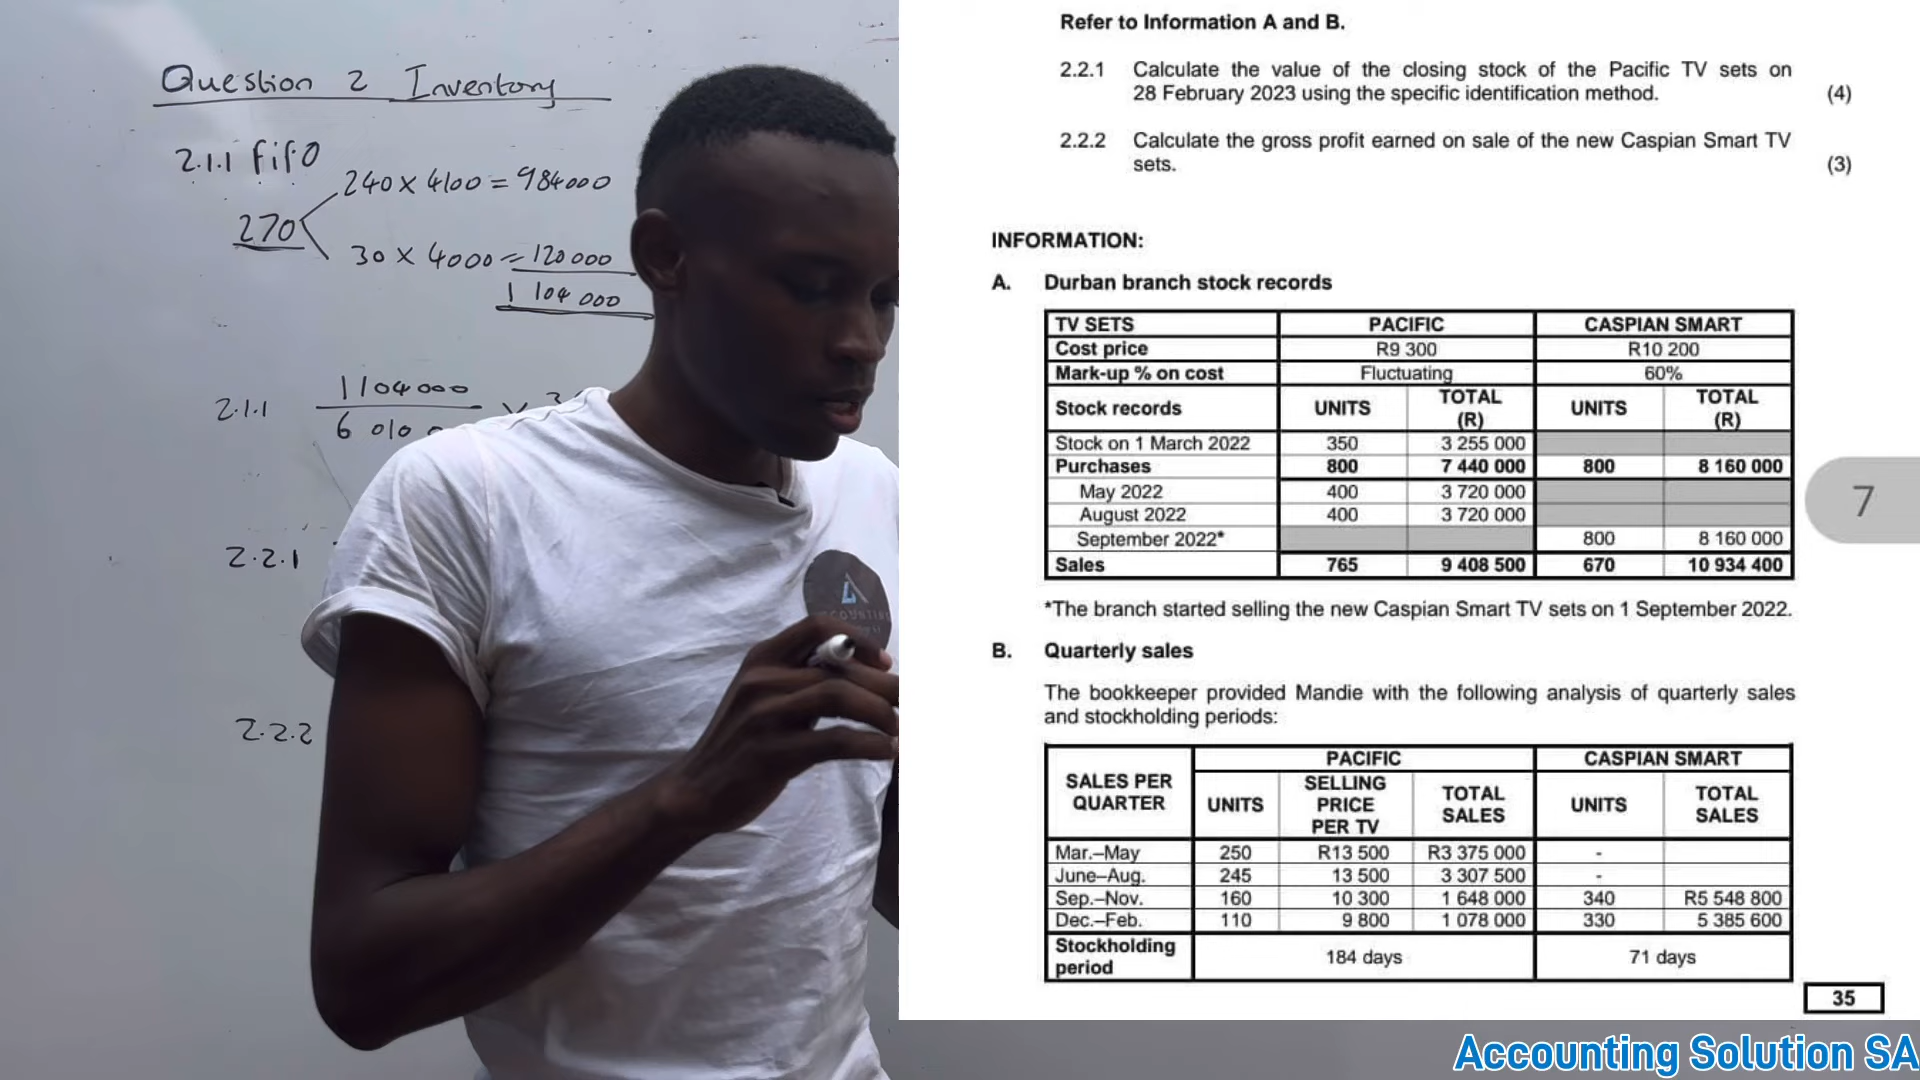 Question 2 Inventory
2.1.1 fifo
240 x 4100 = 984000
270
30 x 4000 = 120 000
1 104 000
2.1.1 1104 000
6 010
2.2.1
2.2.2
Refer to Information A and B.
2.2.1 Calculate the value of the closing stock of the Pacific TV sets on
28 February 2023 using the specific identification method. (4)
2.2.2 Calculate the gross profit earned on sale of the new Caspian Smart TV
sets. (3)
INFORMATION:
A. Durban branch stock records
TV SETS PACIFIC CASPIAN SMART
Cost price R9 300 R10 200
Mark-up % on cost Fluctuating 60%
Stock records UNITS TOTAL (R) UNITS TOTAL (R)
Stock on 1 March 2022 350 3 255 000
Purchases 800 7 440 000 800 8 160 000
May 2022 400 3 720 000
August 2022 400 3 720 000
September 2022* 800 8 160 000
Sales 765 9 408 500 670 10 934 400
*The branch started selling the new Caspian Smart TV sets on 1 September 2022.
7
B. Quarterly sales
The bookkeeper provided Mandie with the following analysis of quarterly sales
and stockholding periods:
SALES PER QUARTER PACIFIC CASPIAN SMART
UNITS SELLING PRICE PER TV TOTAL SALES UNITS TOTAL SALES
Mar.–May 250 R13 500 R3 375 000 -
June–Aug. 245 13 500 3 307 500 -
Sep.–Nov. 160 10 300 1 648 000 340 R5 548 800
Dec.–Feb. 110 9 800 1 078 000 330 5 385 600
Stockholding period 184 days 71 days
35
Accounting Solution SA